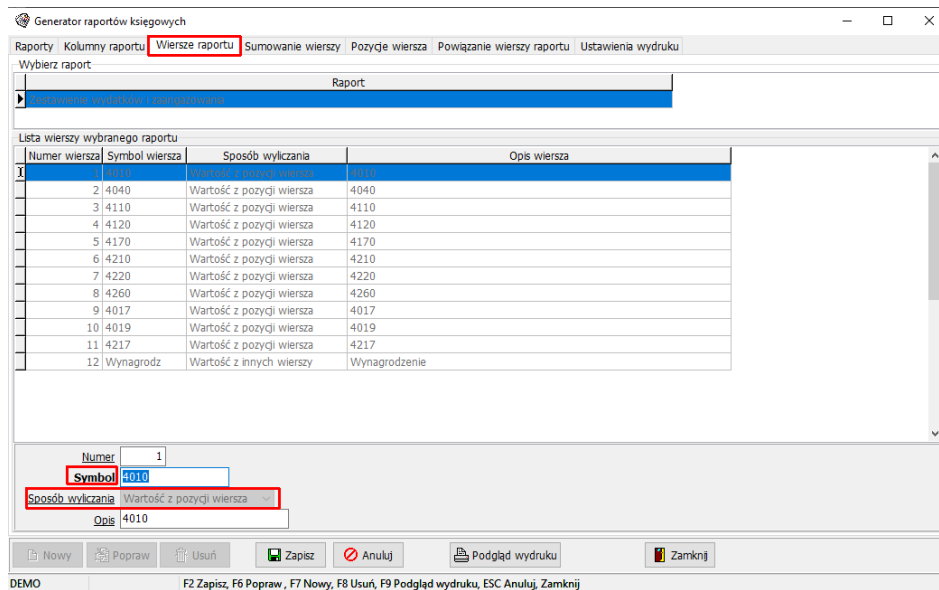 Generator raportów księgowych
Raporty Kolumny raportu Wiersze raportu Sumowanie wierszy Pozycje wiersza Powiązanie wierszy raportu Ustawienia wydruku
Wybierz raport
Raport
Zestawienie wydatków i zaangażowania
Lista wierszy wybranego raportu
Numer wiersza Symbol wiersza Sposób wyliczania Opis wiersza
1 4010 Wartość z pozycji wiersza 4010
2 4040 Wartość z pozycji wiersza 4040
3 4110 Wartość z pozycji wiersza 4110
4 4120 Wartość z pozycji wiersza 4120
5 4170 Wartość z pozycji wiersza 4170
6 4210 Wartość z pozycji wiersza 4210
7 4220 Wartość z pozycji wiersza 4220
8 4260 Wartość z pozycji wiersza 4260
9 4017 Wartość z pozycji wiersza 4017
10 4019 Wartość z pozycji wiersza 4019
11 4217 Wartość z pozycji wiersza 4217
12 Wynagrodz Wartość z innych wierszy Wynagrodzenie
Numer 1
Symbol 4010
Sposób wyliczania Wartość z pozycji wiersza
Opis 4010
Nowy Popraw Usuń Zapisz Anuluj Podgląd wydruku Zamknij
DEMO F2 Zapisz, F6 Popraw , F7 Nowy, F8 Usuń, F9 Podgląd wydruku, ESC Anuluj, Zamknij